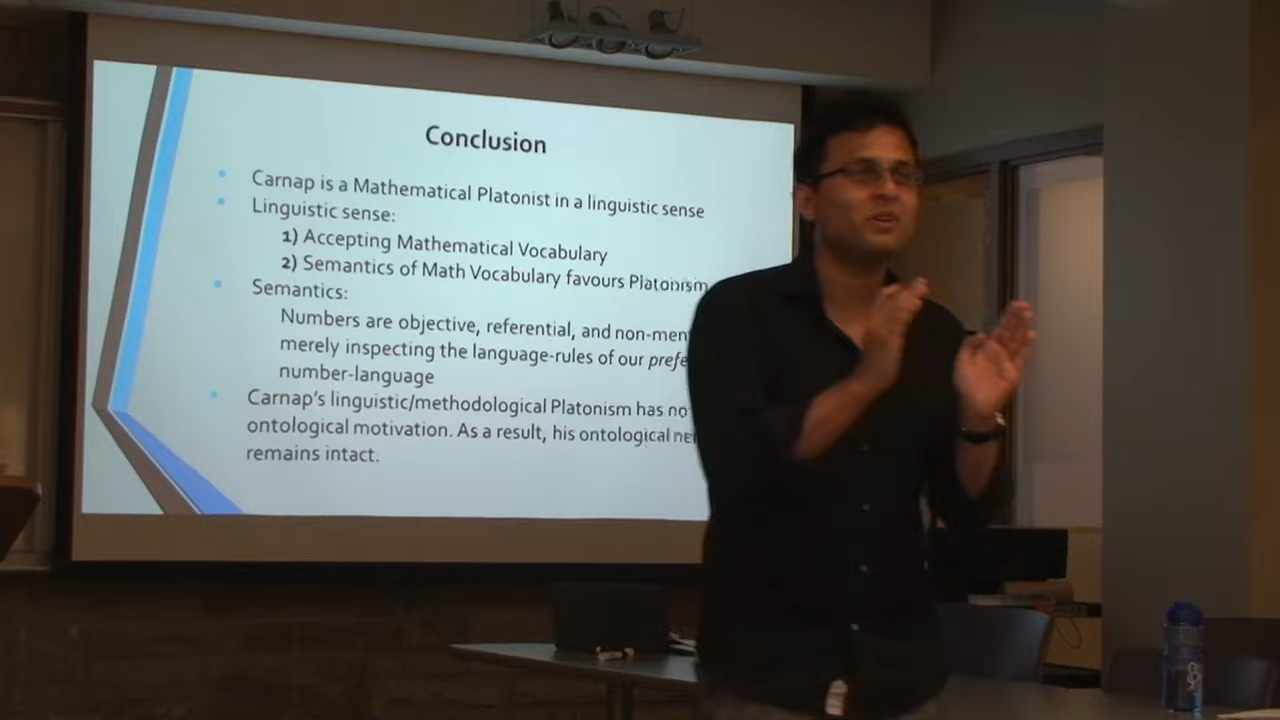 Conclusion
Carnap is a Mathematical Platonist in a linguistic sense
Linguistic sense:
1) Accepting Mathematical Vocabulary
2) Semantics of Math Vocabulary favours Platonism
Semantics:
Numbers are objective, referential, and non-men
merely inspecting the language-rules of our prefe
number-language
Carnap's linguistic/methodological Platonism has no
ontological motivation. As a result, his ontological ne
remains intact.